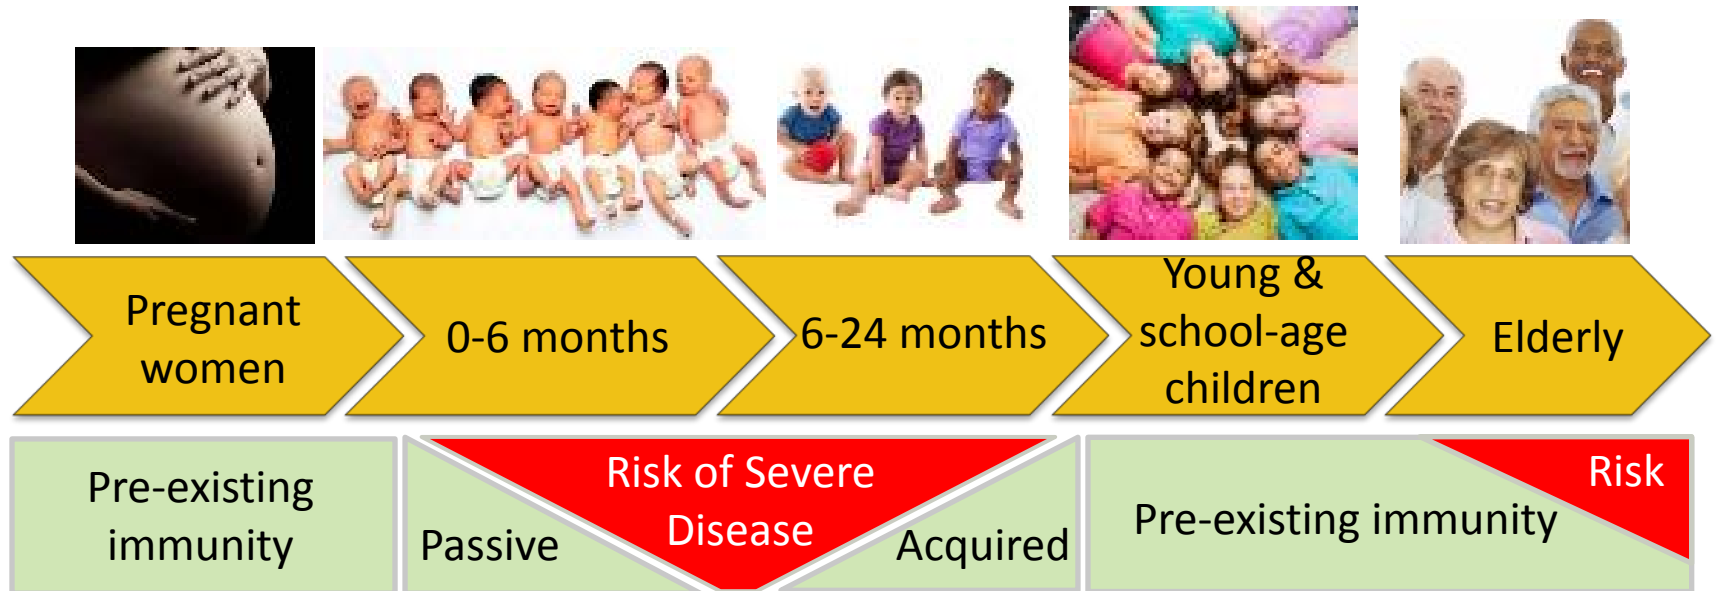 Pregnant
women
0-6 months
6-24 months
Young &
school-age
children
Elderly
Pre-existing
immunity
Passive
Risk of Severe
Disease
Acquired
Pre-existing immunity
Risk